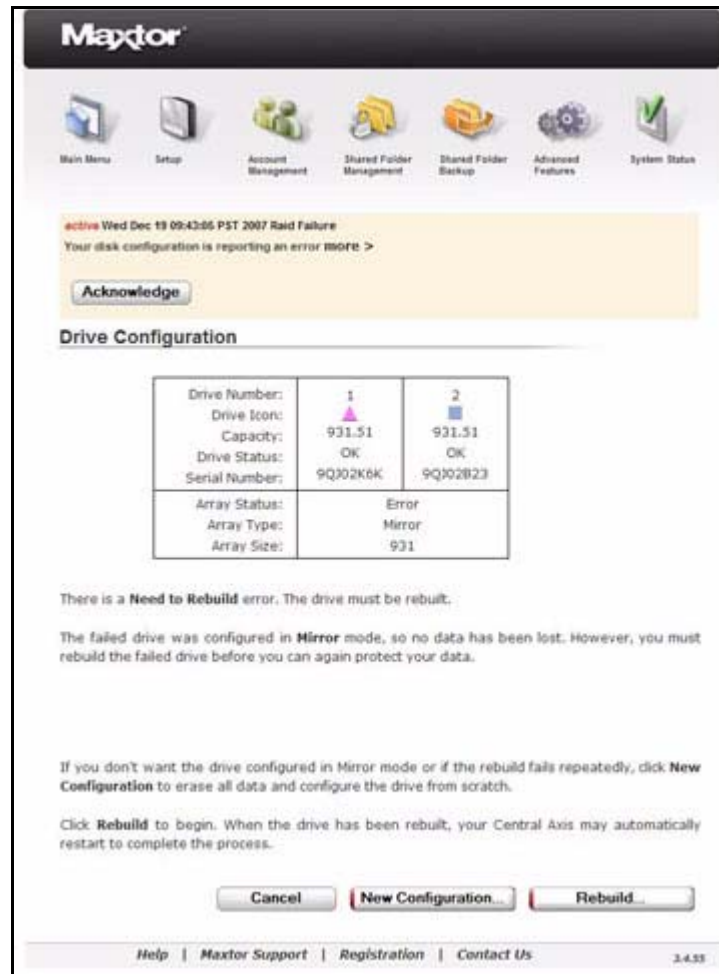 Maxtor
Main Menu
Setup
Account Management
Shared Folder Management
Shared Folder Backup
Advanced Features
System Status
active Wed Dec 19 09:43:05 PST 2007 Raid Failure
Your disk configuration is reporting an error more >
Acknowledge
Drive Configuration
Drive Number: 1 2
Drive Icon:
Capacity: 931.51 931.51
Drive Status: OK OK
Serial Number: 9QJ02K6K 9QJ02B23
Array Status: Error
Array Type: Mirror
Array Size: 931
There is a Need to Rebuild error. The drive must be rebuilt.
The failed drive was configured in Mirror mode, so no data has been lost. However, you must
rebuild the failed drive before you can again protect your data.
If you don't want the drive configured in Mirror mode or if the rebuild fails repeatedly, click New
Configuration to erase all data and configure the drive from scratch.
Click Rebuild to begin. When the drive has been rebuilt, your Central Axis may automatically
restart to complete the process.
Cancel
New Configuration...
Rebuild...
Help | Maxtor Support | Registration | Contact Us
3.4.55